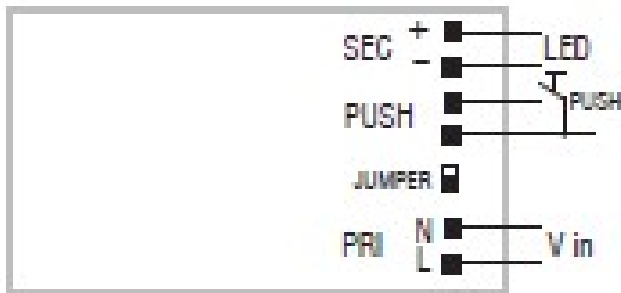 SEC + LED
−
PUSH PUSH
JUMPER
PRI N V in
L